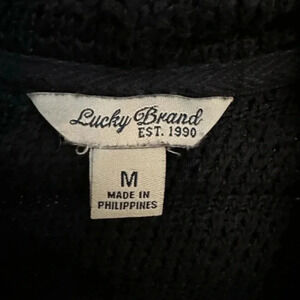 Lucky Brand
EST. 1990
M
MADE IN
PHILIPPINES